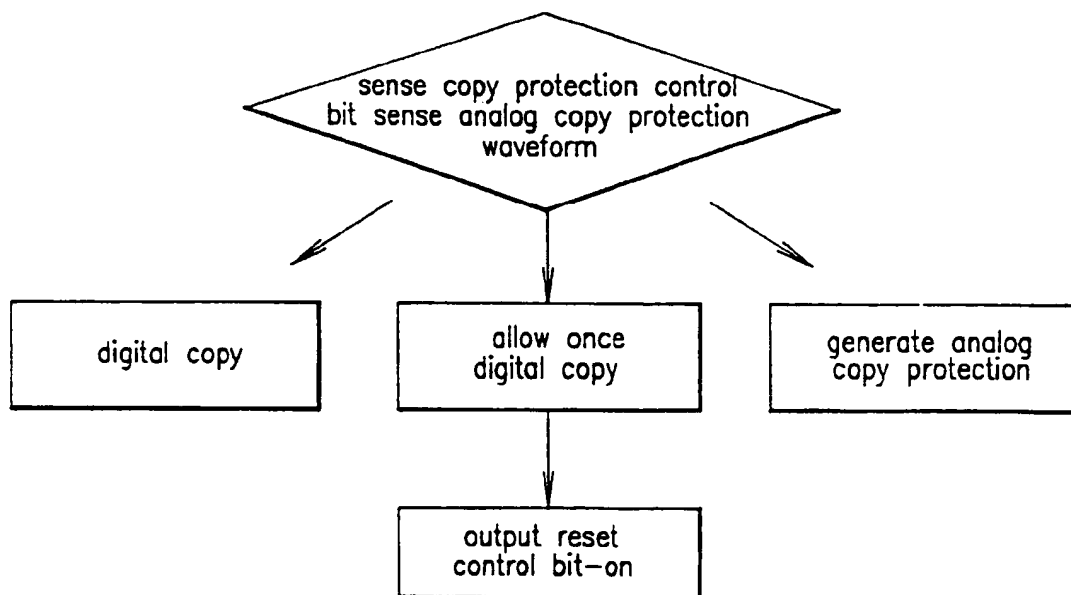 sense copy protection control
bit sense analog copy protection
waveform
digital copy
allow once
digital copy
generate analog
copy protection
output reset
control bit-on